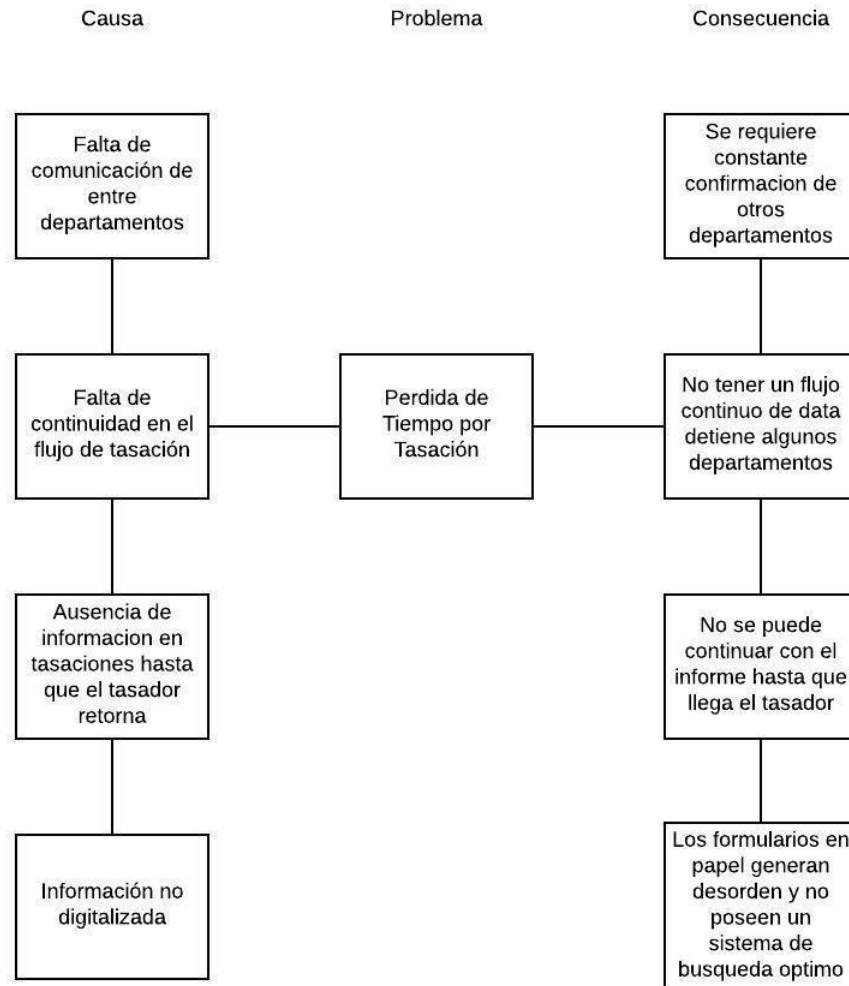 Causa
Problema
Consecuencia
Falta de
comunicación de
entre
departamentos
Se requiere
constante
confirmacion de
otros
departamentos
Falta de
continuidad en el
flujo de tasación
Perdida de
Tiempo por
Tasación
No tener un flujo
continuo de data
detiene algunos
departamentos
Ausencia de
informacion en
tasaciones hasta
que el tasador
retorna
No se puede
continuar con el
informe hasta que
llega el tasador
Información no
digitalizada
Los formularios en
papel generan
desorden y no
poseen un
sistema de
busqueda optimo